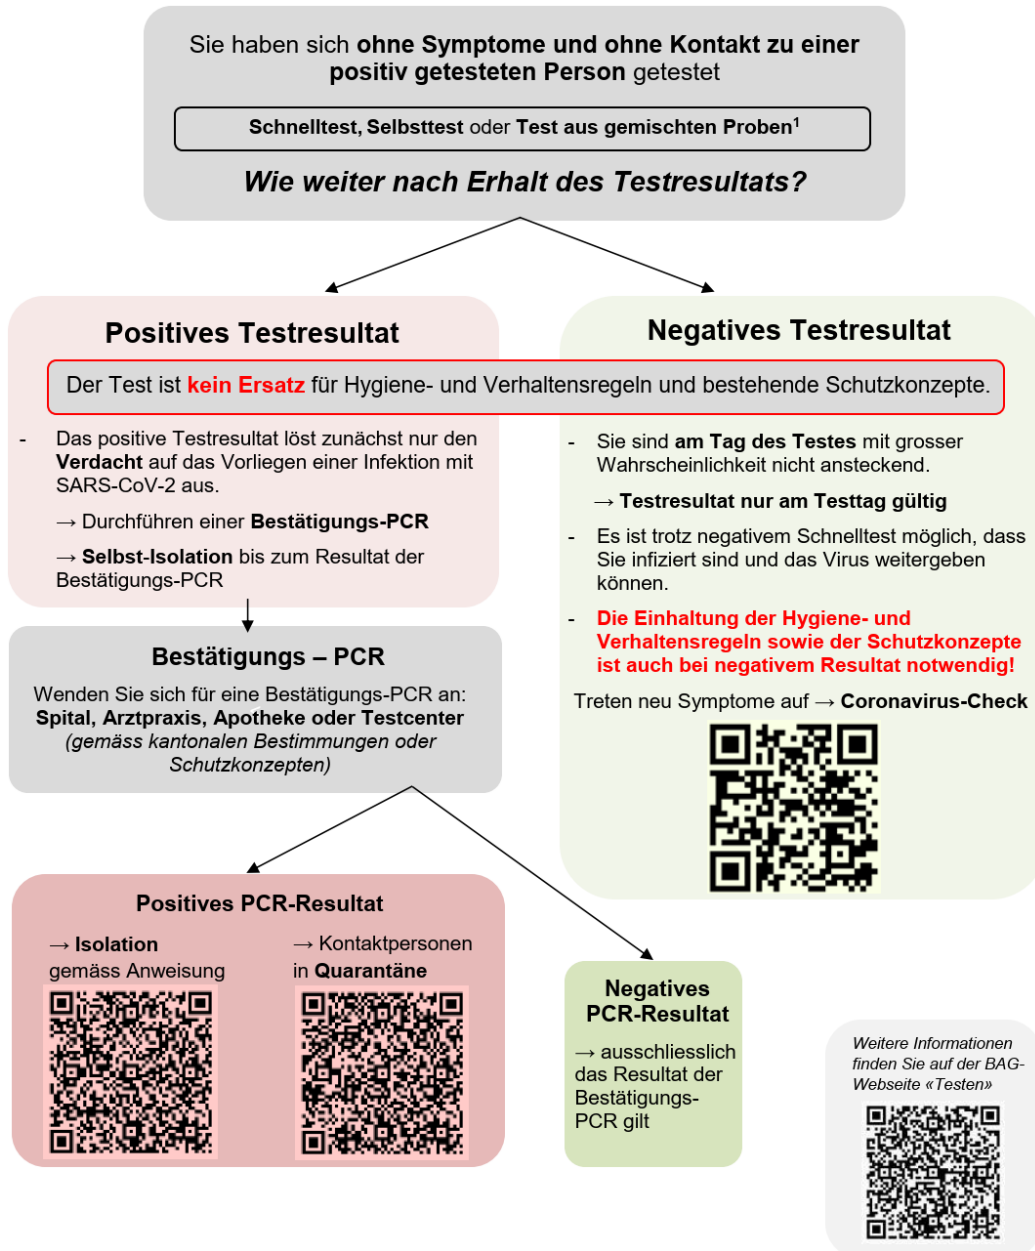 Sie haben sich ohne Symptome und ohne Kontakt zu einer
positiv getesteten Person getestet
Schnelltest, Selbsttest oder Test aus gemischten Proben¹
Wie weiter nach Erhalt des Testresultats?
Positives Testresultat
Negatives Testresultat
Der Test ist kein Ersatz für Hygiene- und Verhaltensregeln und bestehende Schutzkonzepte.
- Das positive Testresultat löst zunächst nur den
Verdacht auf das Vorliegen einer Infektion mit
SARS-CoV-2 aus.
→ Durchführen einer Bestätigungs-PCR
→ Selbst-Isolation bis zum Resultat der
Bestätigungs-PCR
- Sie sind am Tag des Testes mit grosser
Wahrscheinlichkeit nicht ansteckend.
→ Testresultat nur am Testtag gültig
- Es ist trotz negativem Schnelltest möglich, dass
Sie infiziert sind und das Virus weitergeben
können.
- Die Einhaltung der Hygiene- und
Verhaltensregeln sowie der Schutzkonzepte
ist auch bei negativem Resultat notwendig!
Treten neu Symptome auf → Coronavirus-Check
Bestätigungs – PCR
Wenden Sie sich für eine Bestätigungs-PCR an:
Spital, Arztpraxis, Apotheke oder Testcenter
(gemäss kantonalen Bestimmungen oder
Schutzkonzepten)
Positives PCR-Resultat
→ Isolation
gemäss Anweisung
→ Kontaktpersonen
in Quarantäne
Negatives
PCR-Resultat
→ ausschliesslich
das Resultat der
Bestätigungs-
PCR gilt
Weitere Informationen
finden Sie auf der BAG-
Webseite «Testen»